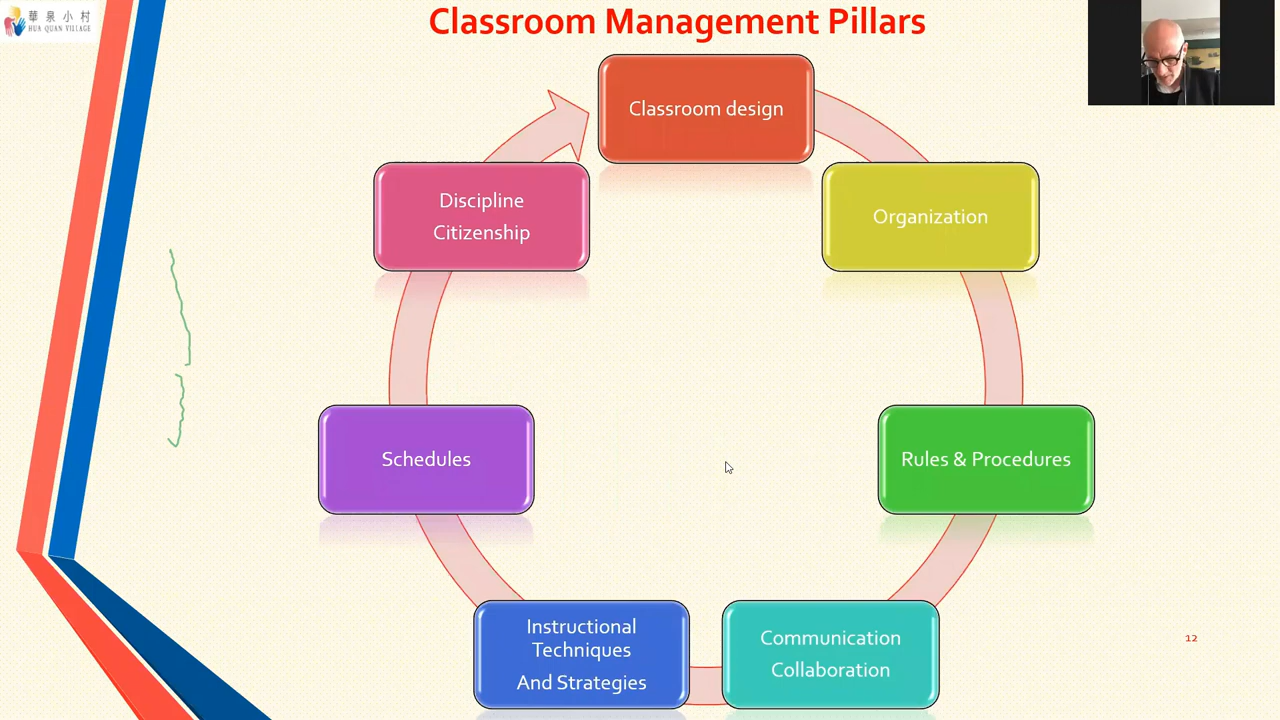 華泉小村
HUA QUAN VILLAGE
Classroom Management Pillars
Classroom design
Organization
Rules & Procedures
Communication
Collaboration
Instructional
Techniques
And Strategies
Schedules
Discipline
Citizenship
12